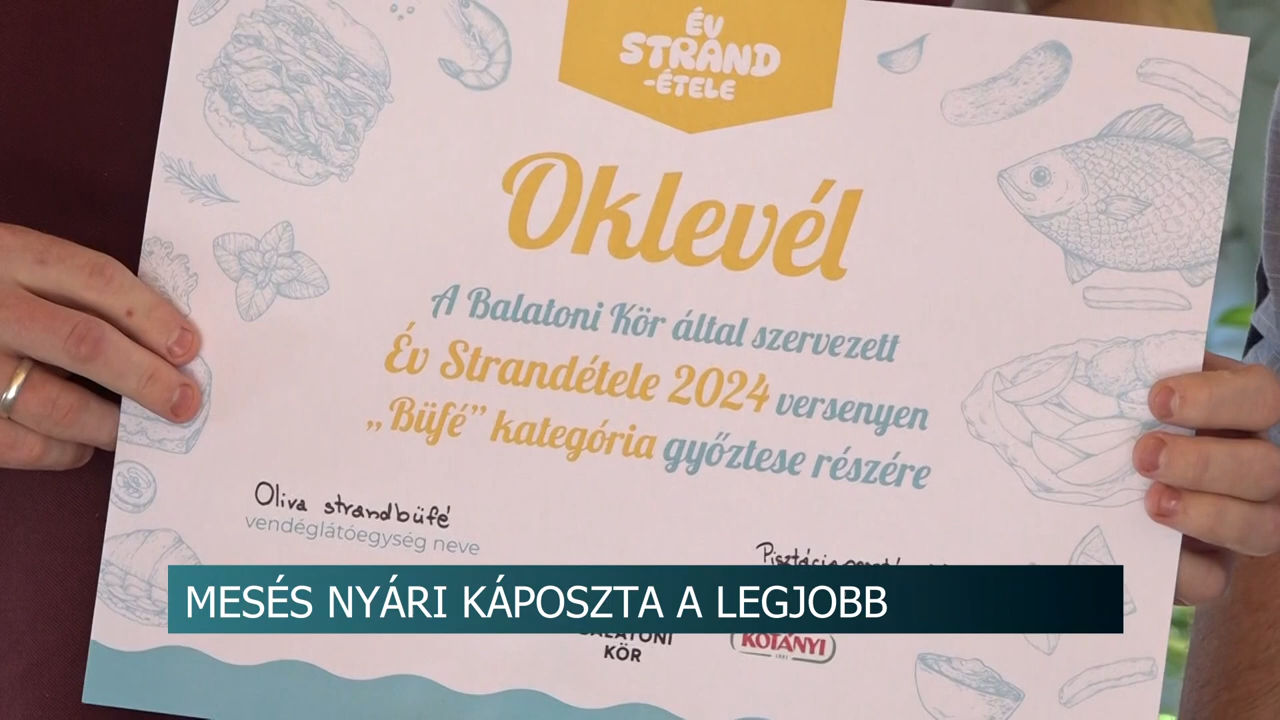 ÉV
STRAND
-ÉTELE
Oklevél
A Balatoni Kör által szervezett
Év Strandétele 2024 versenyen
„Büfé” kategória győztese részére
Oliva strandbüfé
vendéglátóegység neve
MESÉS NYÁRI KÁPOSZTA A LEGJOBB
BALATONI
KÖR
KOTÁNYI